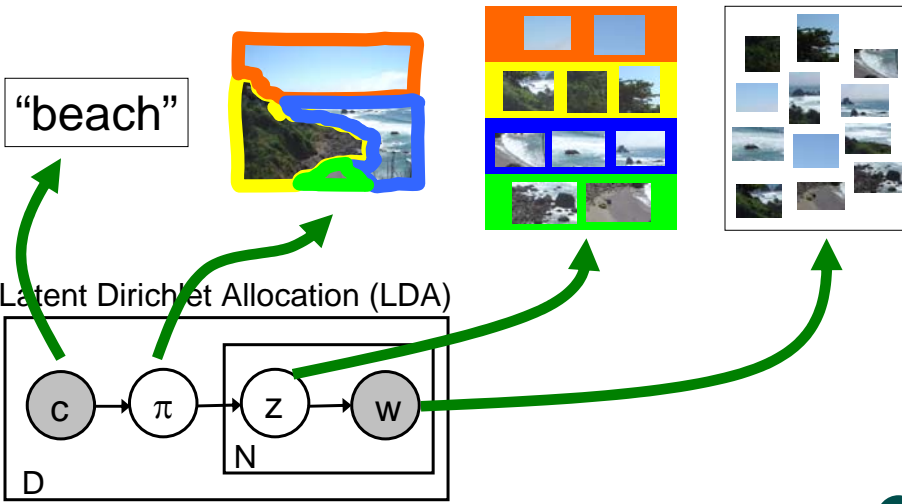 “beach”
Latent Dirichlet Allocation (LDA)
c
π
z
w
N
D